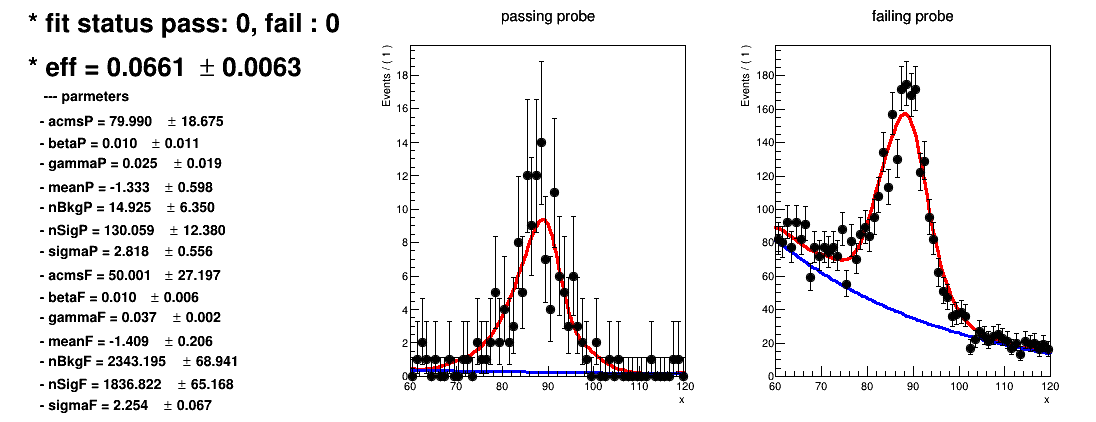 * fit status pass: 0, fail : 0
* eff = 0.0661 ± 0.0063
--- parmeters
- acmsP = 79.990 ± 18.675
- betaP = 0.010 ± 0.011
- gammaP = 0.025 ± 0.019
- meanP = -1.333 ± 0.598
- nBkgP = 14.925 ± 6.350
- nSigP = 130.059 ± 12.380
- sigmaP = 2.818 ± 0.556
- acmsF = 50.001 ± 27.197
- betaF = 0.010 ± 0.006
- gammaF = 0.037 ± 0.002
- meanF = -1.409 ± 0.206
- nBkgF = 2343.195 ± 68.941
- nSigF = 1836.822 ± 65.168
- sigmaF = 2.254 ± 0.067
passing probe
Events / ( 1 )
18
16
14
12
10
8
6
4
2
0
60 70 80 90 100 110 120
x
failing probe
Events / ( 1 )
180
160
140
120
100
80
60
40
20
0
60 70 80 90 100 110 120
x